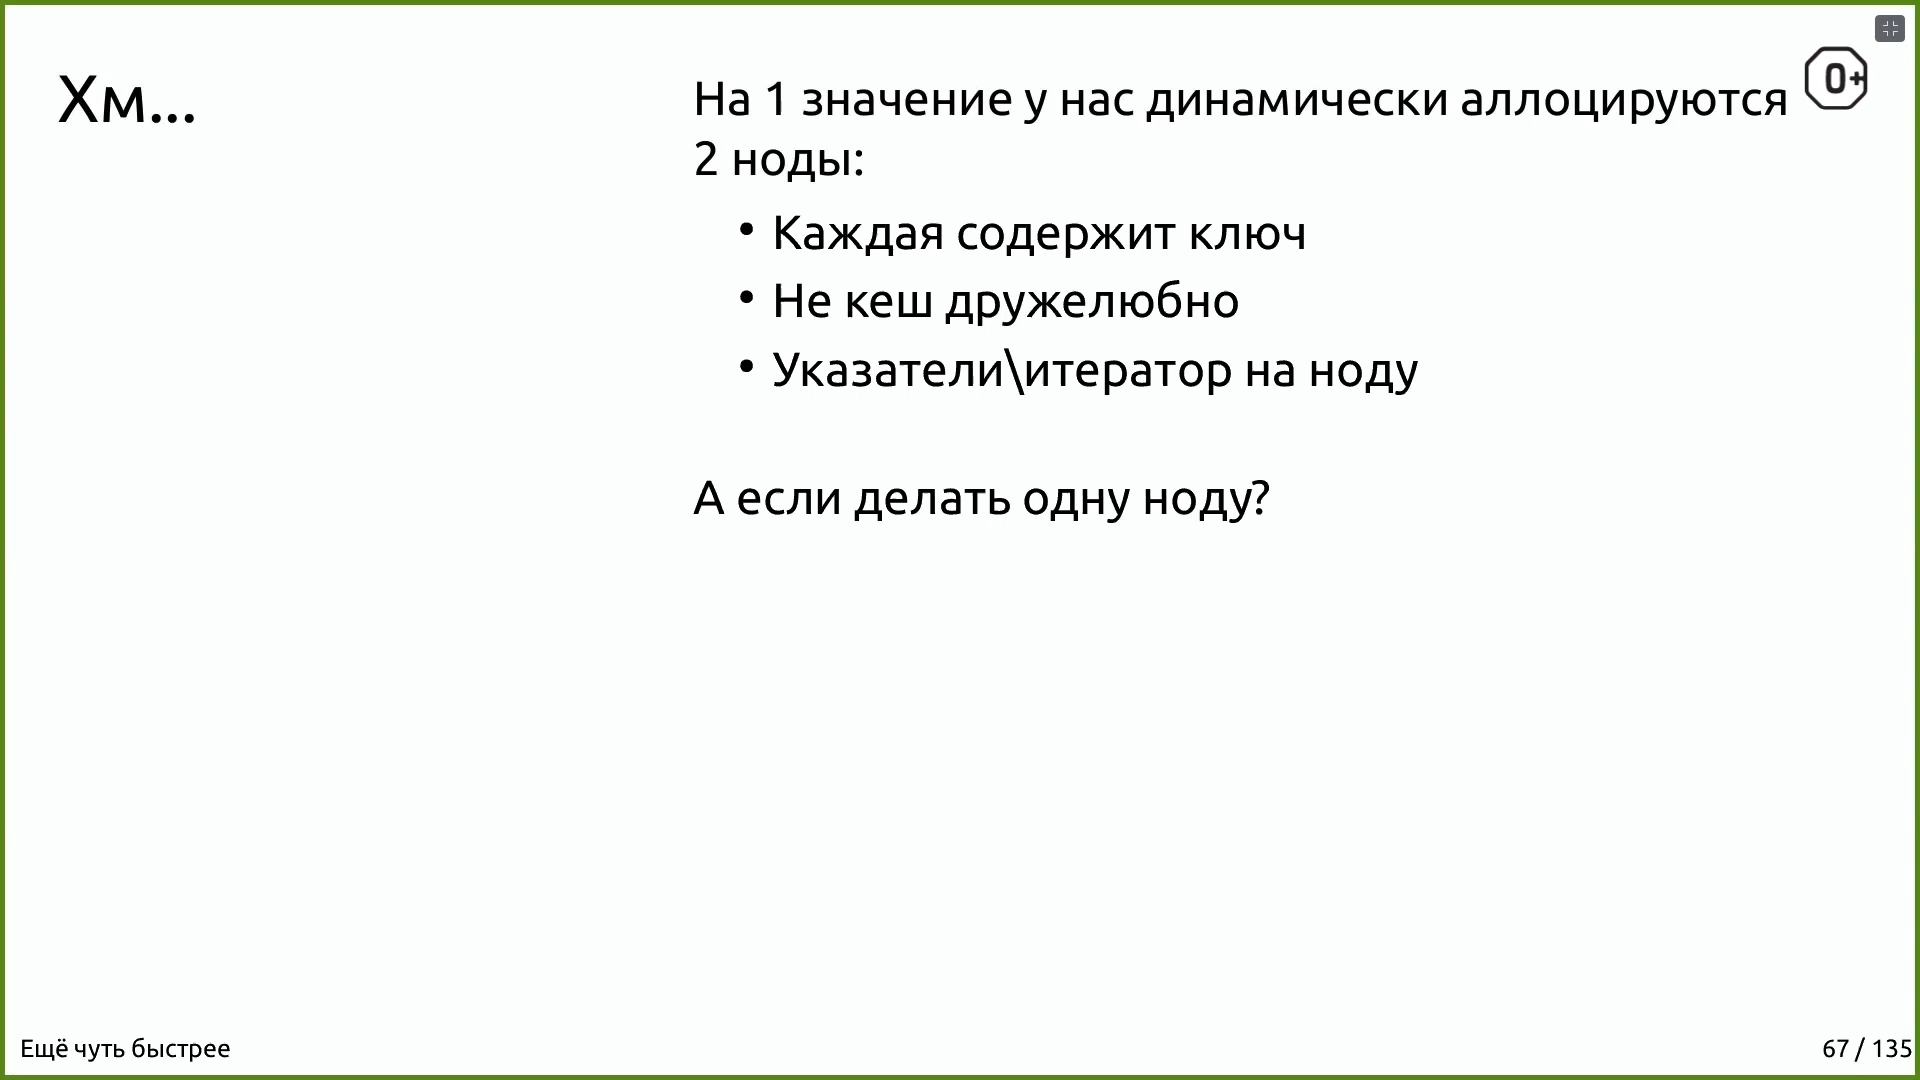 Хм...
На 1 значение у нас динамически аллоцируются
2 ноды:
• Каждая содержит ключ
• Не кеш дружелюбно
• Указатели\итератор на ноду
А если делать одну ноду?
0+
Ещё чуть быстрее
67 / 135